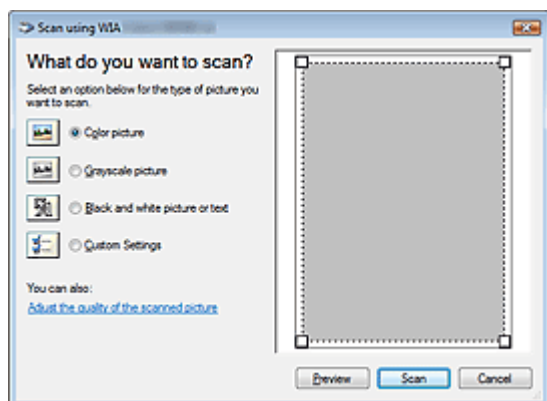 Scan using WIA
What do you want to scan?
Select an option below for the type of picture you
want to scan.
Color picture
Grayscale picture
Black and white picture or text
Custom Settings
You can also:
Adjust the quality of the scanned picture
Preview
Scan
Cancel